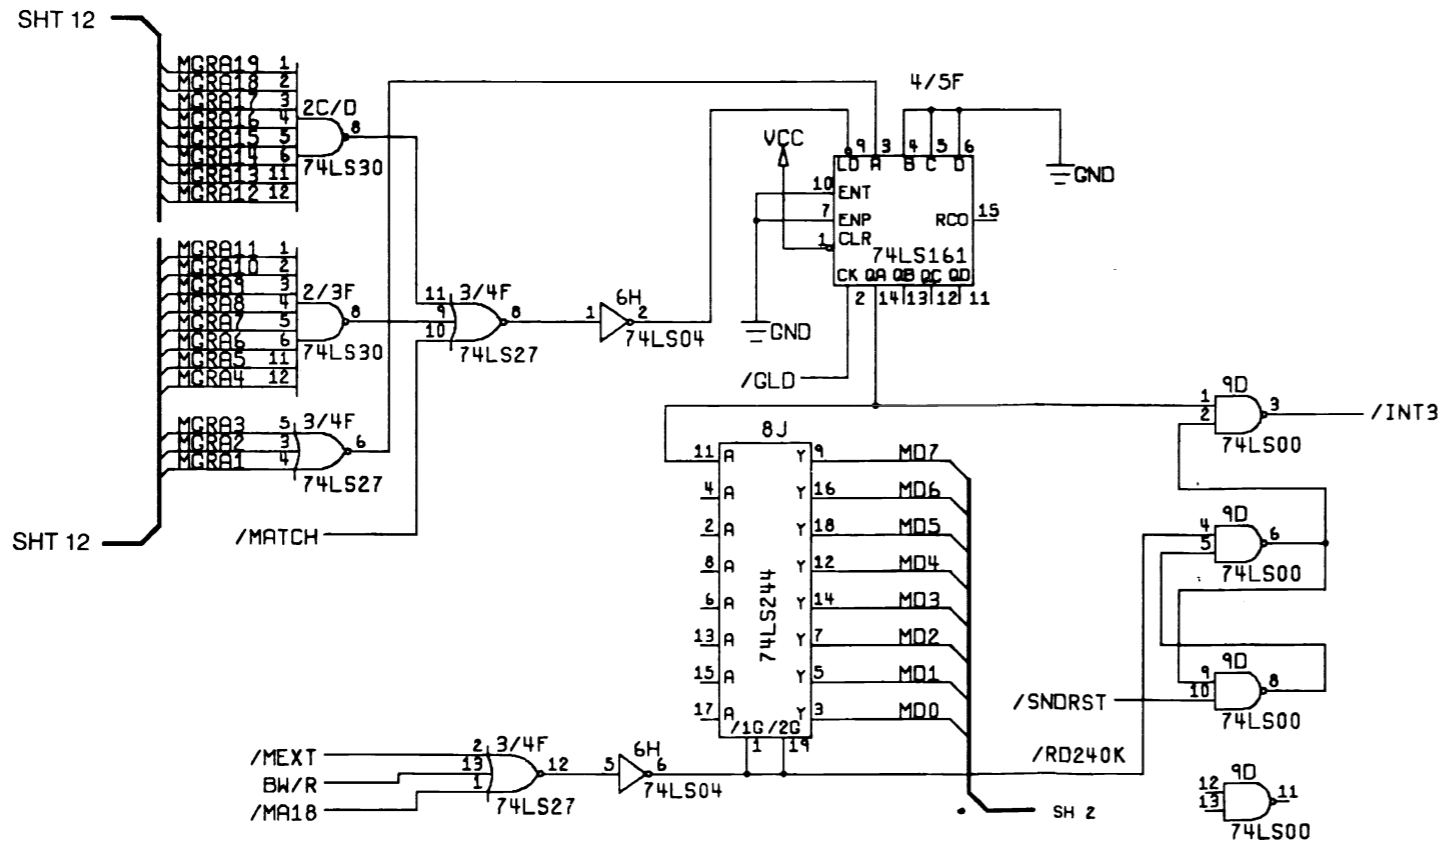 SHT 12
MGRA19 1
MGRA18 2
MGRA17 3
MGRA16 4
MGRA15 5
MGRA14 6
MGRA13 11
MGRA12 12
2C/D
8
74LS30
MGRA11 1
MGRA10 2
MGRA9 3
MGRA8 4
MGRA7 5
MGRA6 6
MGRA5 11
MGRA4 12
2/3F
8
74LS30
MGRA3 5
MGRA2 3
MGRA1 4
3/4F
6
74LS27
SHT 12
/MATCH
11
9
10
3/4F
8
74LS27
6H
1 2
74LS04
4/5F
VCC
9 3 4 5 6
LD A B C D
GND
10 ENT
7 ENP
RCO 15
1 CLR
74LS161
CK QA QB QC QD
2 14 13 12 11
GND
/GLD
8J
11 A Y 9 MD7
4 A Y 16 MD6
2 A Y 18 MD5
8 A Y 12 MD4
6 A Y 14 MD3
13 A Y 7 MD2
15 A Y 5 MD1
17 A Y 3 MD0
74LS244
/1G /2G
1 19
SH 2
9D
1
2
3
/INT3
74LS00
9D
4
5
6
74LS00
9D
9
10
8
/SNDRST
74LS00
/RD240K
9D
12
13
11
74LS00
/MEXT
BW/R
/MA18
2
13
1
3/4F
12
74LS27
6H
5 6
74LS04